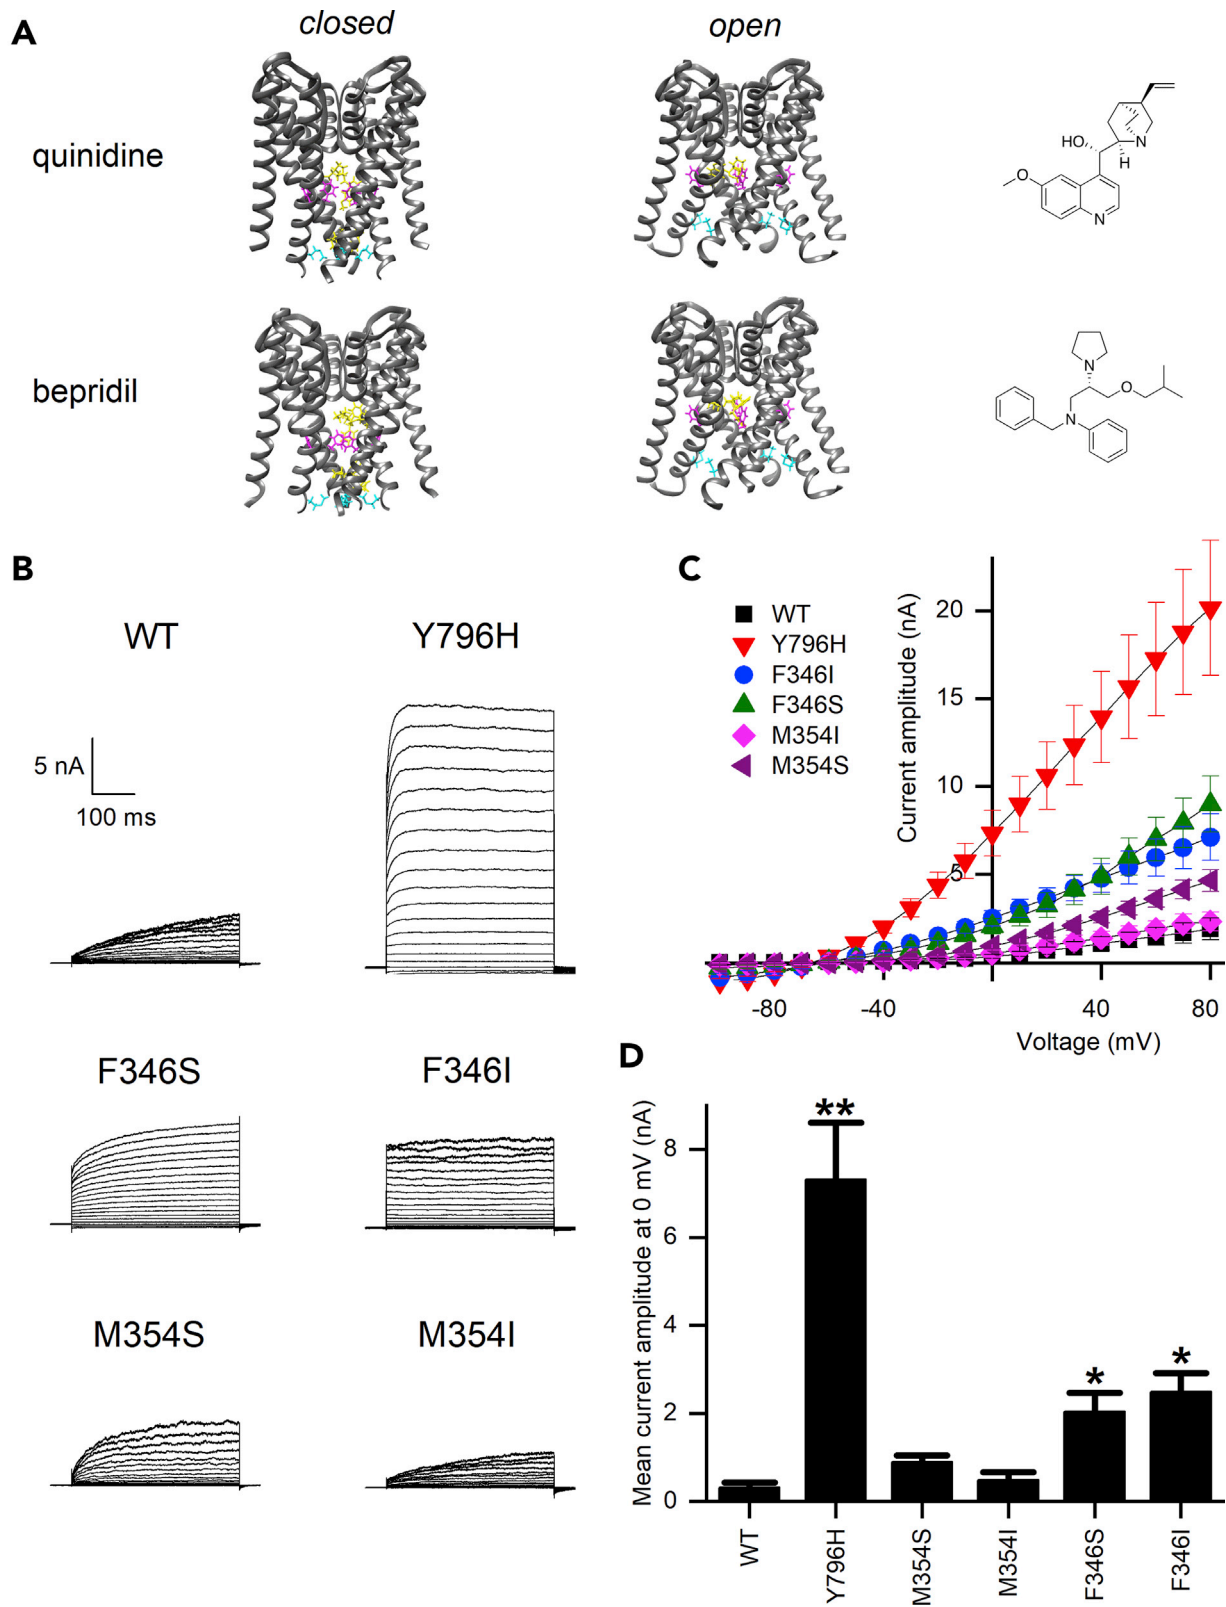 A
closed
open
quinidine
HO
N
H
O
N
bepridil
N
O
N
B
WT
Y796H
5 nA
100 ms
F346S
F346I
M354S
M354I
C
WT
Y796H
F346I
F346S
M354I
M354S
Current amplitude (nA)
20
15
10
5
-80
-40
40
80
Voltage (mV)
D
Mean current amplitude at 0 mV (nA)
8
6
4
2
0
**
*
*
WT
Y796H
M354S
M354I
F346S
F346I